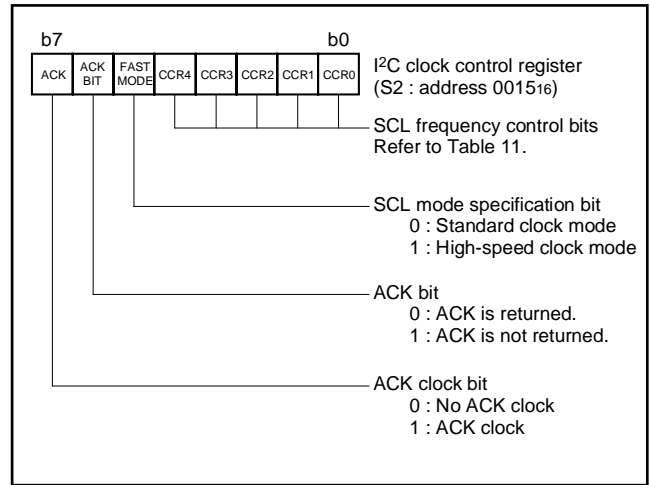 b7 b0
ACK ACK BIT FAST MODE CCR4 CCR3 CCR2 CCR1 CCR0
I2C clock control register
(S2 : address 001516)
SCL frequency control bits
Refer to Table 11.
SCL mode specification bit
0 : Standard clock mode
1 : High-speed clock mode
ACK bit
0 : ACK is returned.
1 : ACK is not returned.
ACK clock bit
0 : No ACK clock
1 : ACK clock